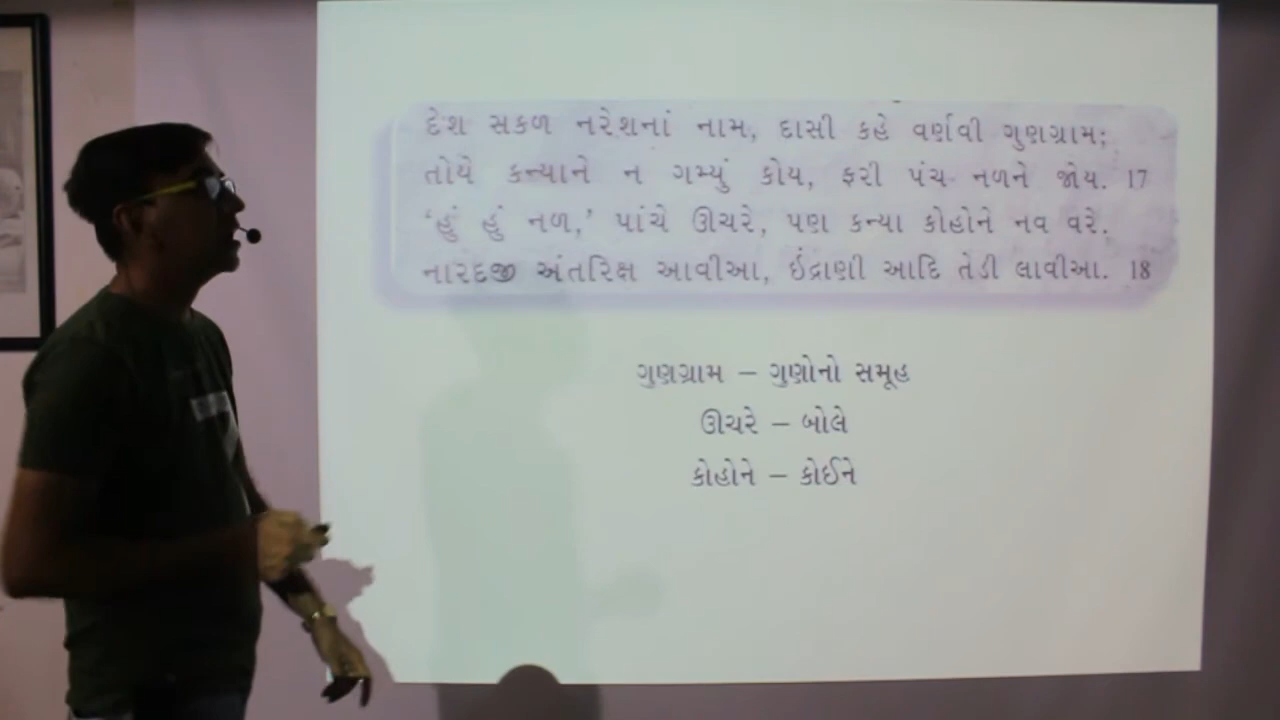 દેશ સકળ નરેશનાં નામ, દાસી કહે વર્ણવી ગુણગ્રામ;
તોયે કન્યાને ન ગમ્યું કોય, ફરી પંચ નળને જોય. 17
‘હું હું નળ,’ પાંચે ઊચરે, પણ કન્યા કોહોને નવ વરે.
નારદજી અંતરિક્ષ આવીઆ, ઇંદ્રાણી આદિ તેડી લાવીઆ. 18
ગુણગ્રામ – ગુણોનો સમૂહ
ઊચરે – બોલે
કોહોને – કોઈને